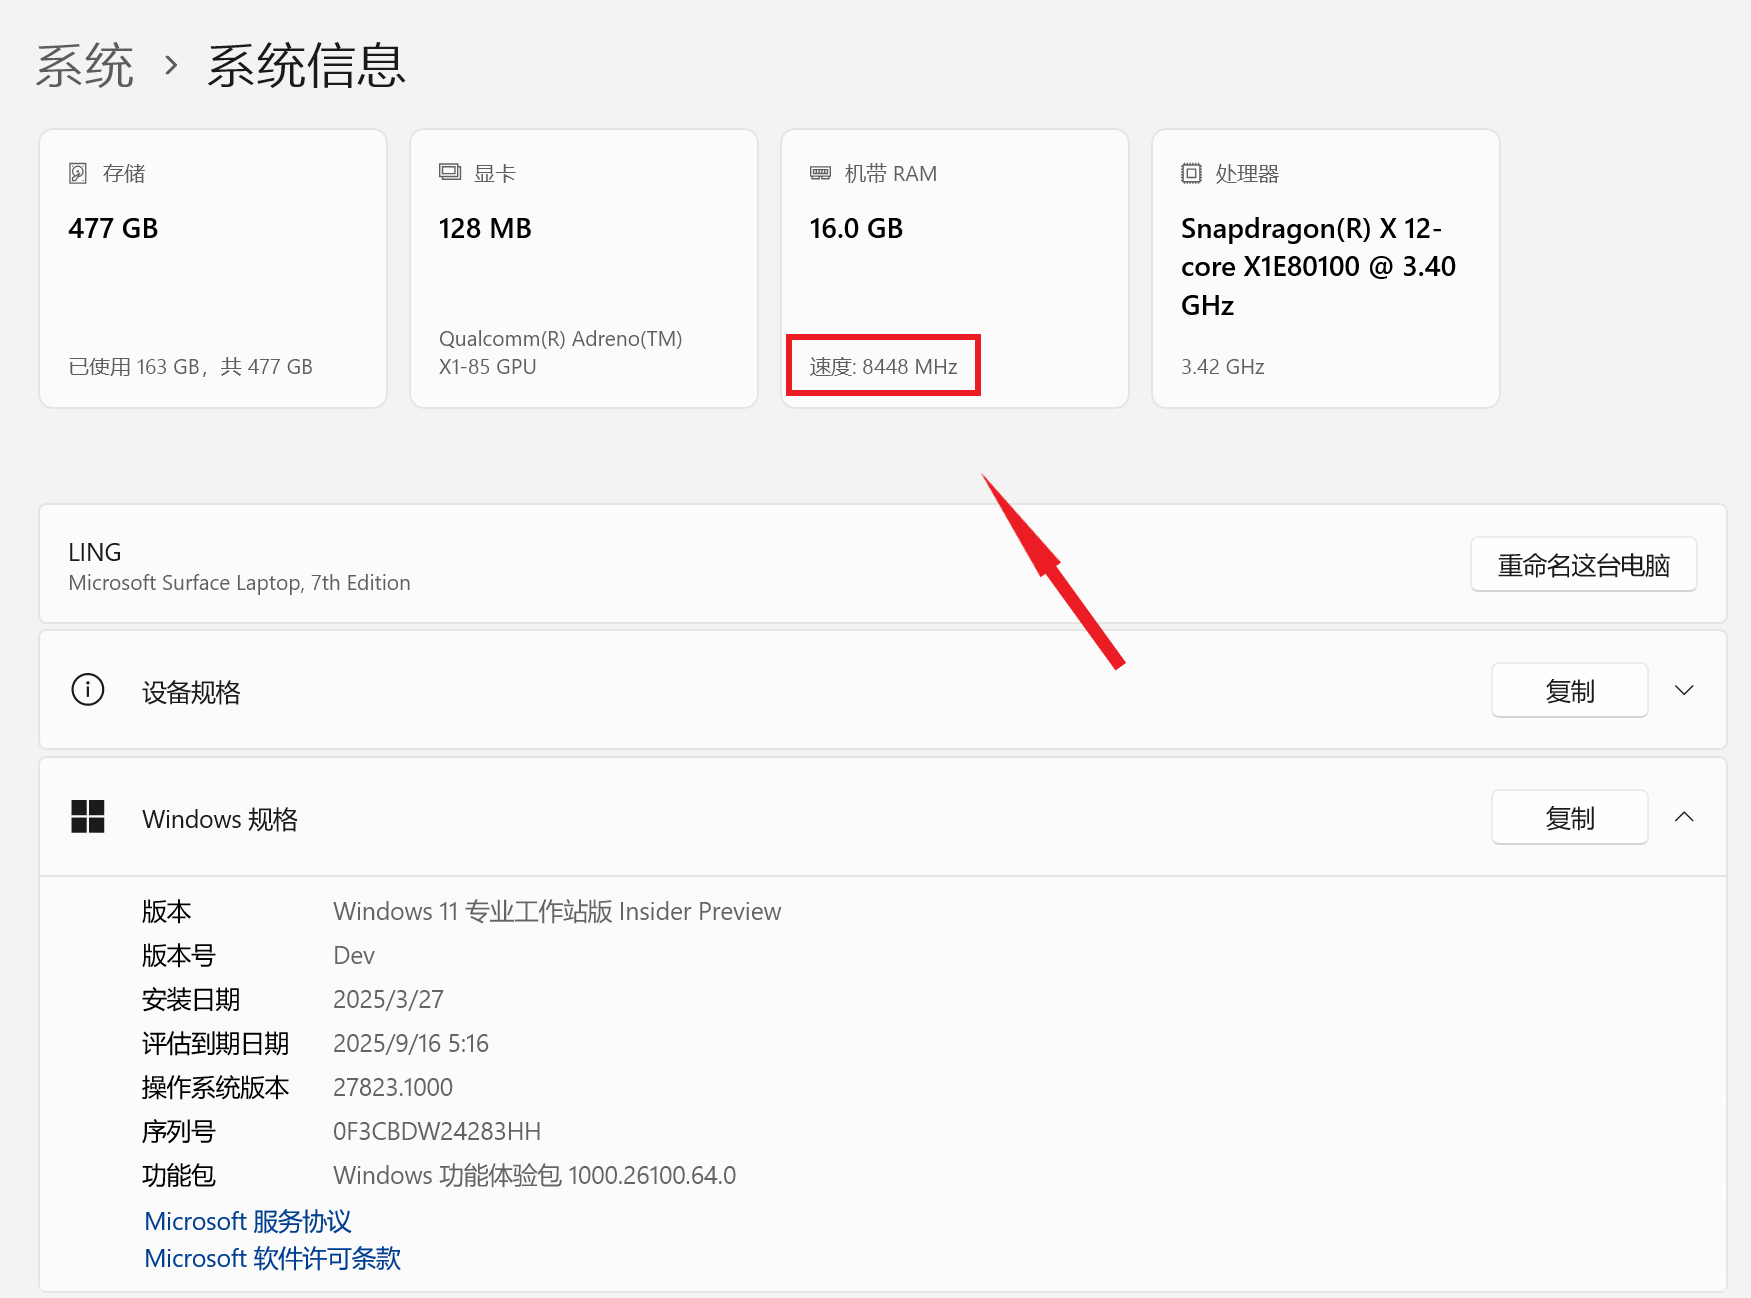 系统 › 系统信息
存储
477 GB
已使用 163 GB，共 477 GB
显卡
128 MB
Qualcomm(R) Adreno(TM)
X1-85 GPU
机带 RAM
16.0 GB
速度: 8448 MHz
处理器
Snapdragon(R) X 12-
core X1E80100 @ 3.40
GHz
3.42 GHz
LING
Microsoft Surface Laptop, 7th Edition
重命名这台电脑
设备规格
复制
Windows 规格
复制
版本 Windows 11 专业工作站版 Insider Preview
版本号 Dev
安装日期 2025/3/27
评估到期日期 2025/9/16 5:16
操作系统版本 27823.1000
序列号 0F3CBDW24283HH
功能包 Windows 功能体验包 1000.26100.64.0
Microsoft 服务协议
Microsoft 软件许可条款